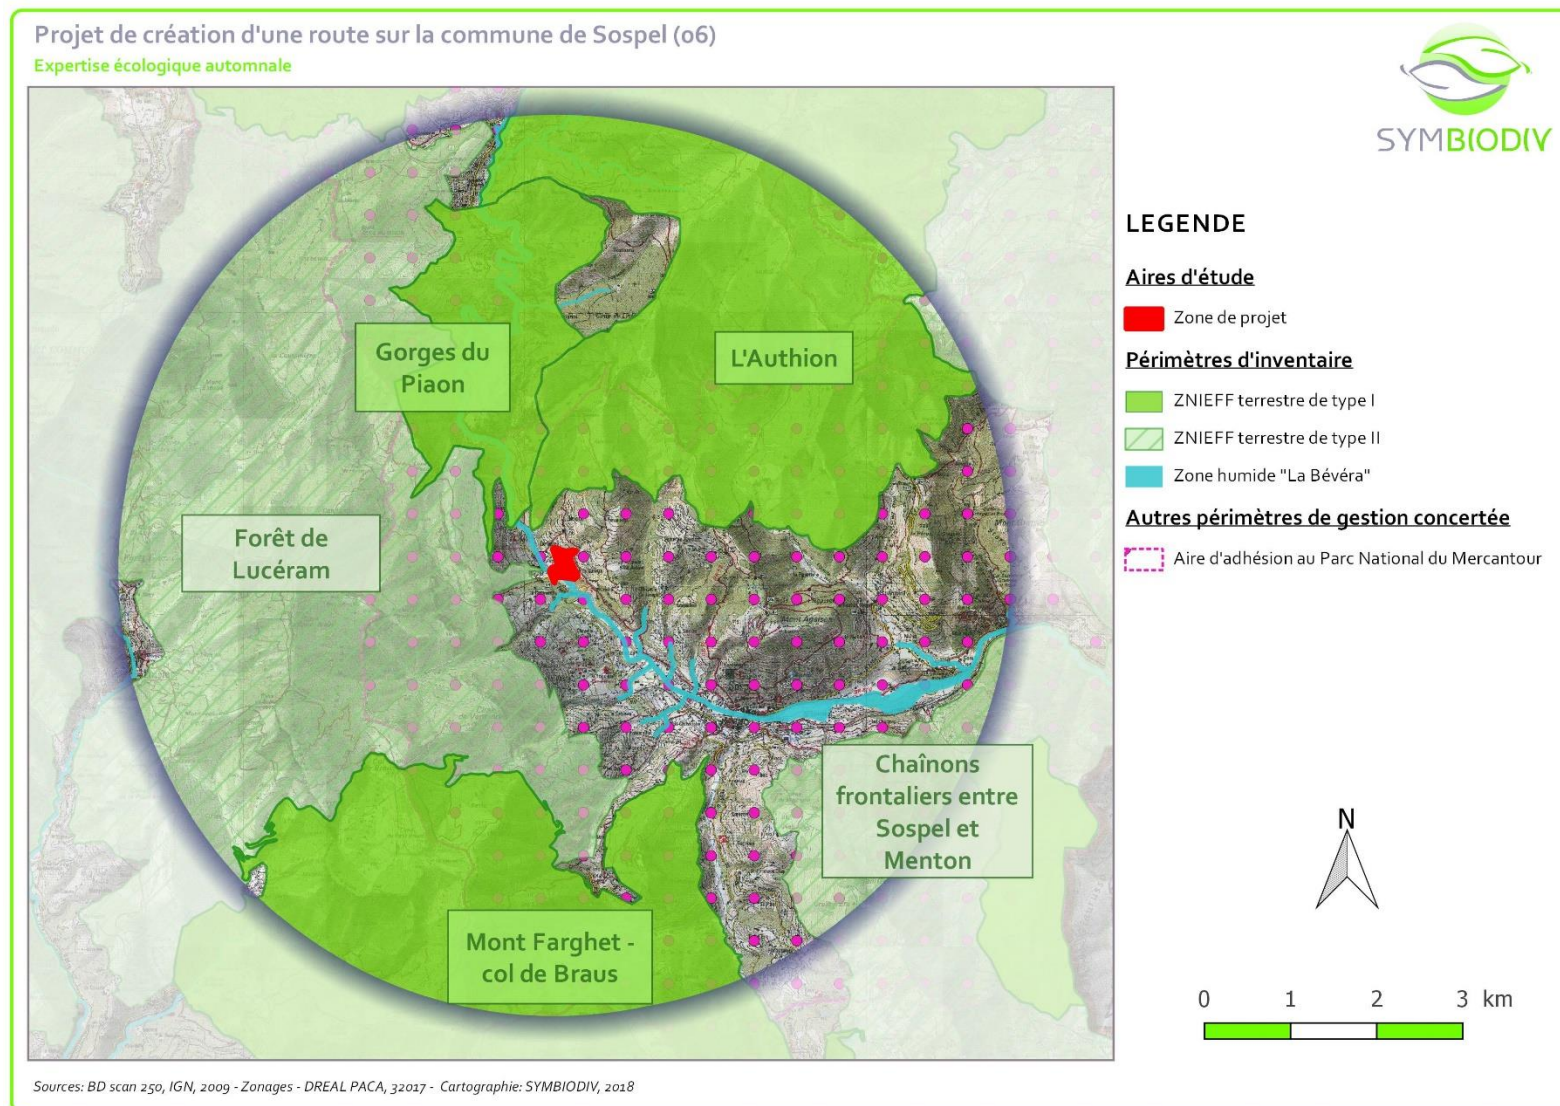 Projet de création d'une route sur la commune de Sospel (06)
Expertise écologique automnale
SYMBIODIV
Gorges du
Piaon
L'Authion
Forêt de
Lucéram
Chaînons
frontaliers entre
Sospel et
Menton
Mont Farghet -
col de Braus
LEGENDE
Aires d'étude
Zone de projet
Périmètres d'inventaire
ZNIEFF terrestre de type I
ZNIEFF terrestre de type II
Zone humide "La Bévéra"
Autres périmètres de gestion concertée
Aire d'adhésion au Parc National du Mercantour
N
0 1 2 3 km
Sources: BD scan 250, IGN, 2009 - Zonages - DREAL PACA, 32017 - Cartographie: SYMBIODIV, 2018